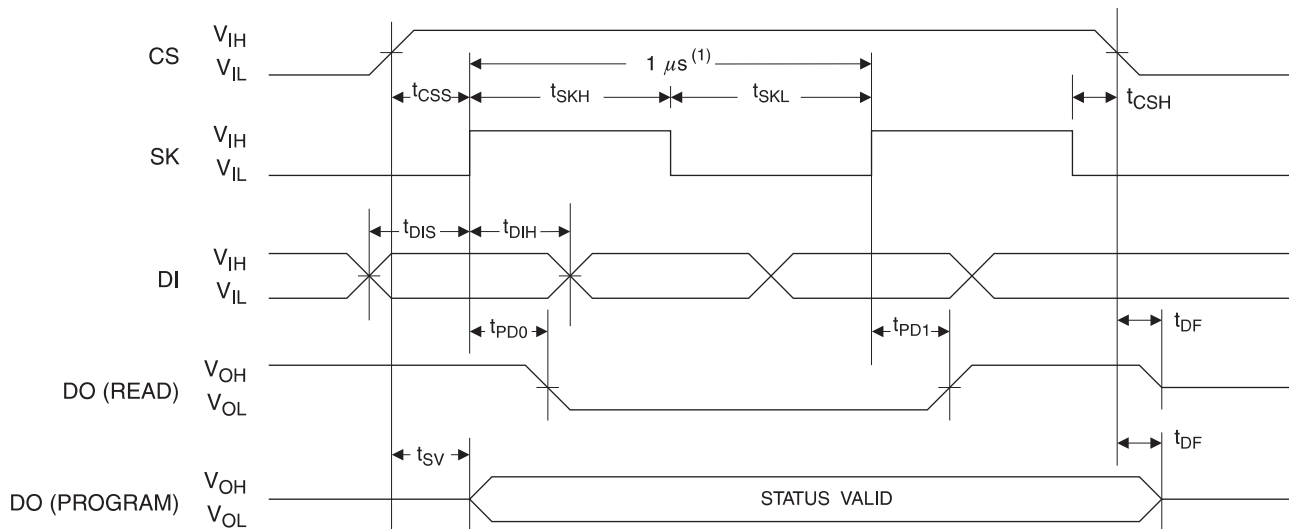 CS
V_IH
V_IL
1 μs(1)
t_CSS
t_SKH
t_SKL
t_CSH
SK
V_IH
V_IL
t_DIS
t_DIH
DI
V_IH
V_IL
t_PD0
t_PD1
t_DF
DO (READ)
V_OH
V_OL
t_SV
t_DF
DO (PROGRAM)
V_OH
V_OL
STATUS VALID